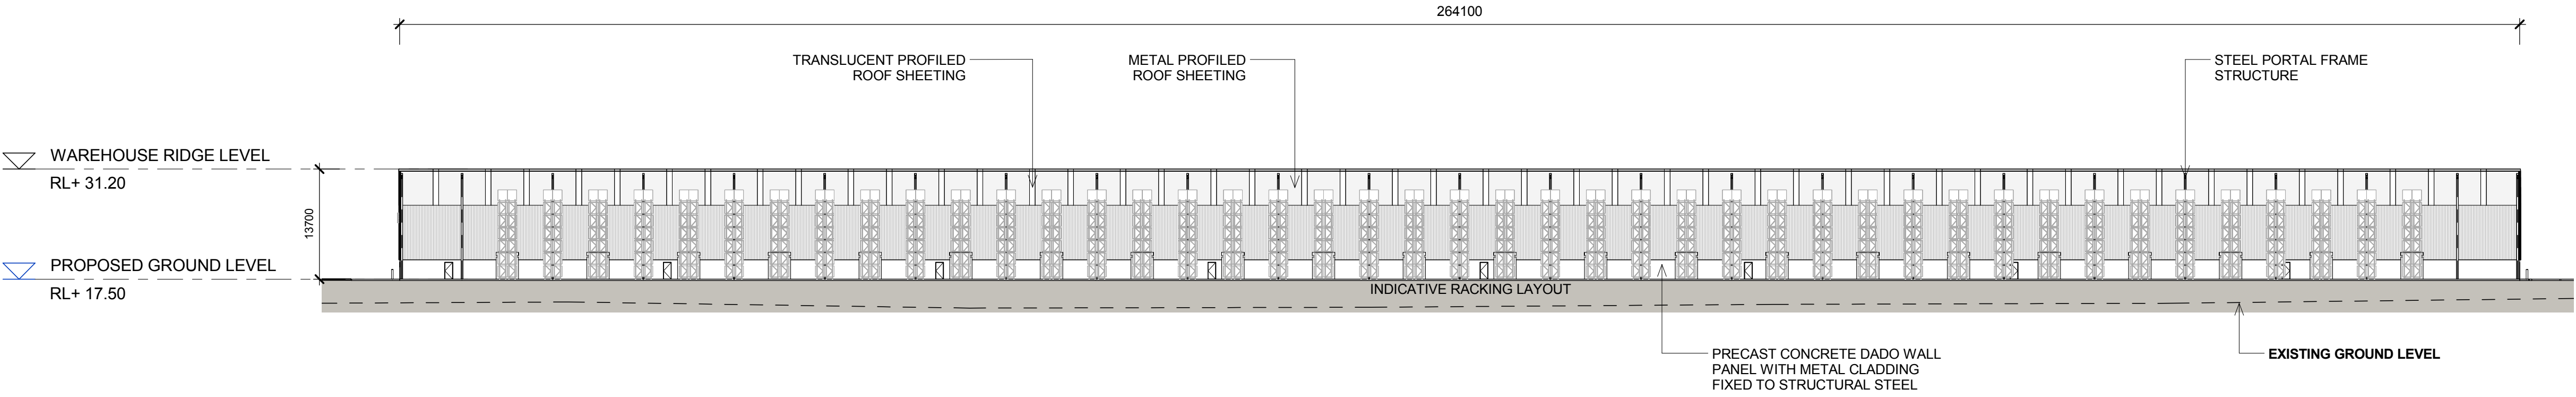 264100
TRANSLUCENT PROFILED
ROOF SHEETING
METAL PROFILED
ROOF SHEETING
STEEL PORTAL FRAME
STRUCTURE
WAREHOUSE RIDGE LEVEL
RL+ 31.20
13700
PROPOSED GROUND LEVEL
RL+ 17.50
INDICATIVE RACKING LAYOUT
PRECAST CONCRETE DADO WALL
PANEL WITH METAL CLADDING
FIXED TO STRUCTURAL STEEL
EXISTING GROUND LEVEL